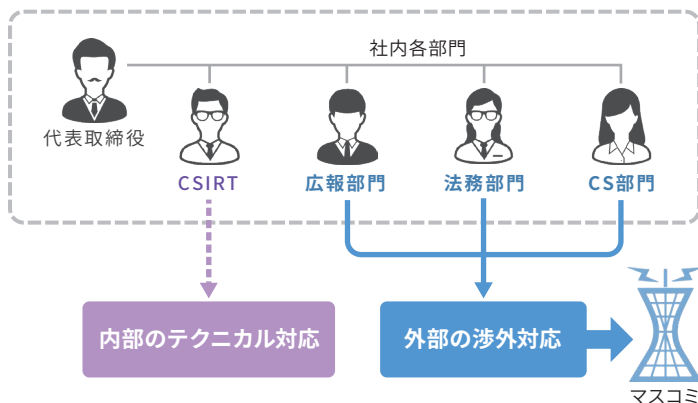 社内各部門
代表取締役
CSIRT
広報部門
法務部門
CS部門
内部のテクニカル対応
外部の渉外対応
マスコミ